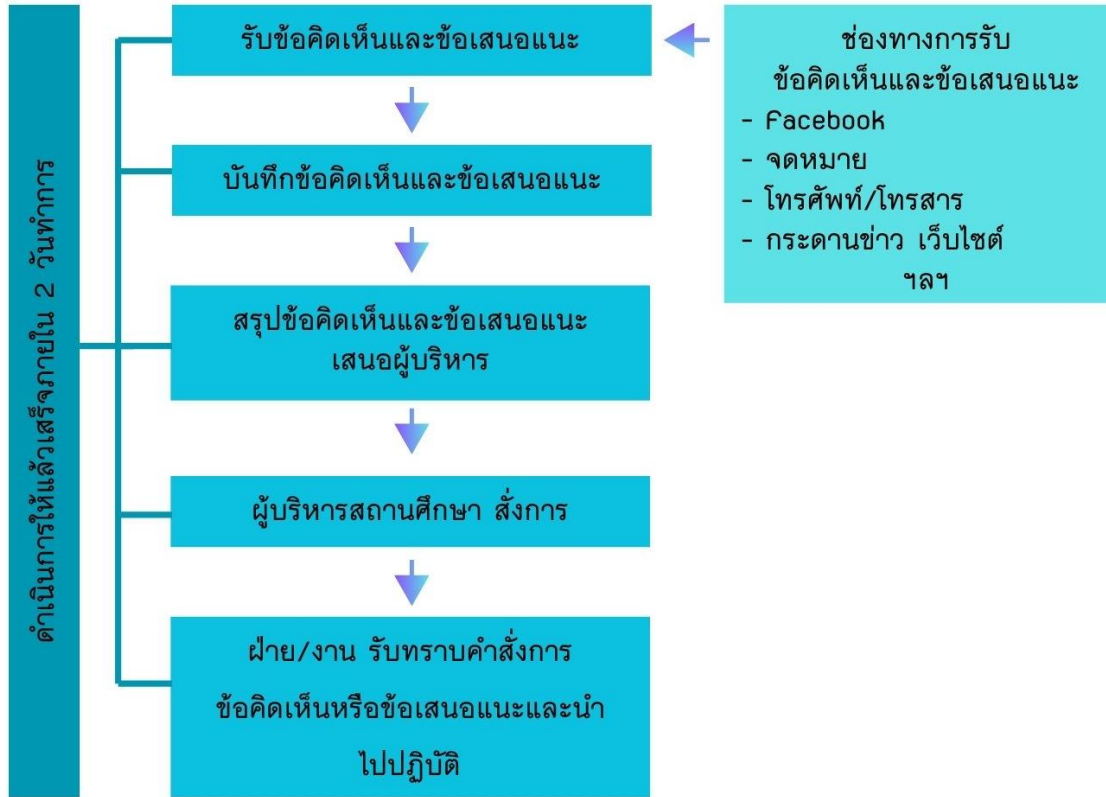 ดำเนินการให้แล้วเสร็จภายใน 2 วันทำการ
รับข้อคิดเห็นและข้อเสนอแนะ
บันทึกข้อคิดเห็นและข้อเสนอแนะ
สรุปข้อคิดเห็นและข้อเสนอแนะ
เสนอผู้บริหาร
ผู้บริหารสถานศึกษา สั่งการ
ฝ่าย/งาน รับทราบคำสั่งการ
ข้อคิดเห็นหรือข้อเสนอแนะและนำ
ไปปฏิบัติ
ช่องทางการรับ
ข้อคิดเห็นและข้อเสนอแนะ
- Facebook
- จดหมาย
- โทรศัพท์/โทรสาร
- กระดานข่าว เว็บไซต์
ฯลฯ